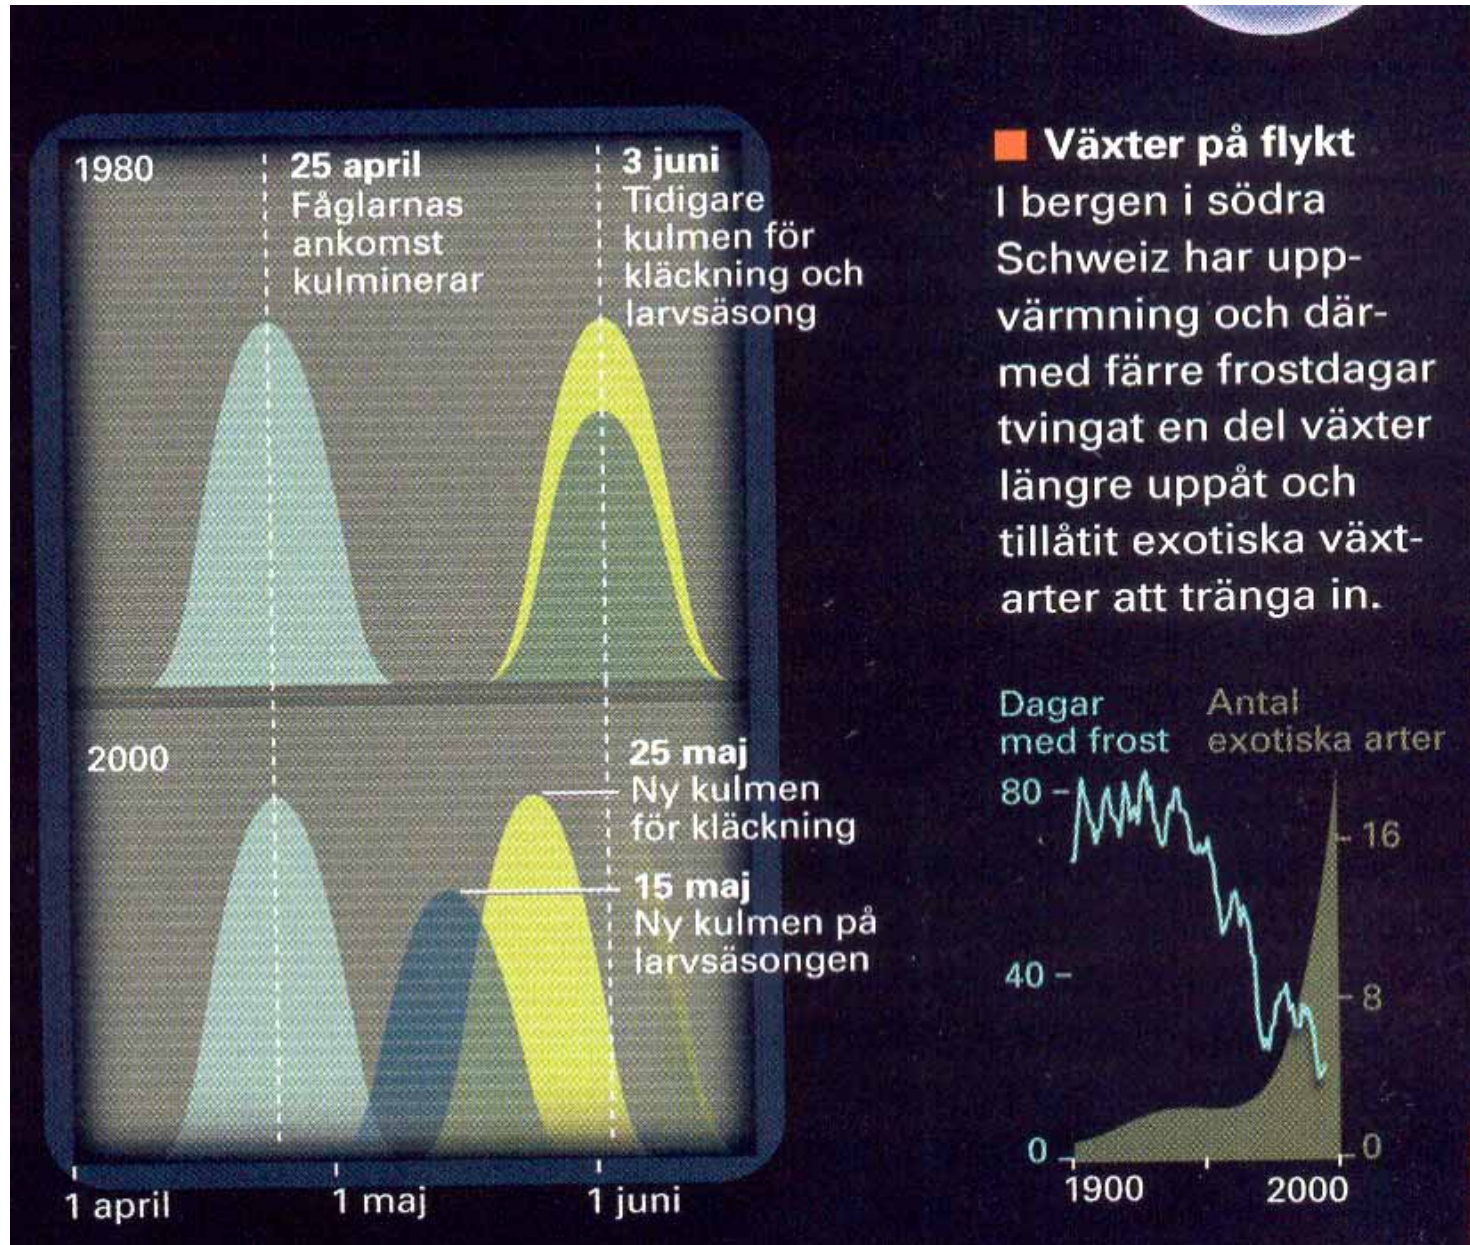 1980
25 april
Fåglarnas
ankomst
kulminerar
3 juni
Tidigare
kulmen för
kläckning och
larvsäsong
2000
25 maj
Ny kulmen
för kläckning
15 maj
Ny kulmen på
larvsäsongen
1 april
1 maj
1 juni
Växter på flykt
I bergen i södra
Schweiz har upp-
värmning och där-
med färre frostdagar
tvingat en del växter
längre uppåt och
tillåtit exotiska växt-
arter att tränga in.
Dagar
med frost
Antal
exotiska arter
80
40
0
16
8
0
1900
2000